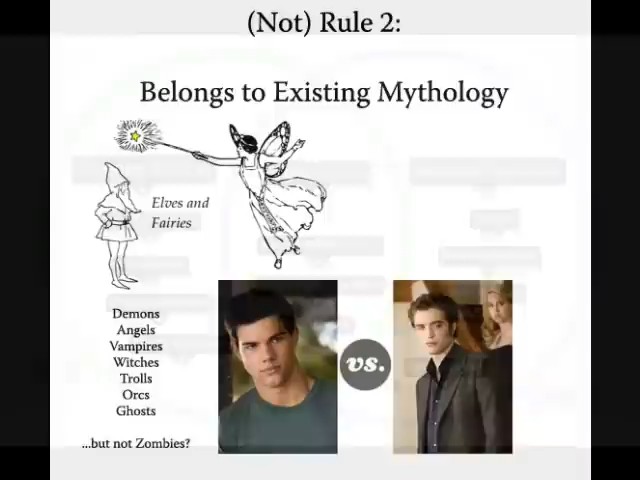 (Not) Rule 2:
Belongs to Existing Mythology
Elves and
Fairies
Demons
Angels
Vampires
Witches
Trolls
Orcs
Ghosts
...but not Zombies?
vs.